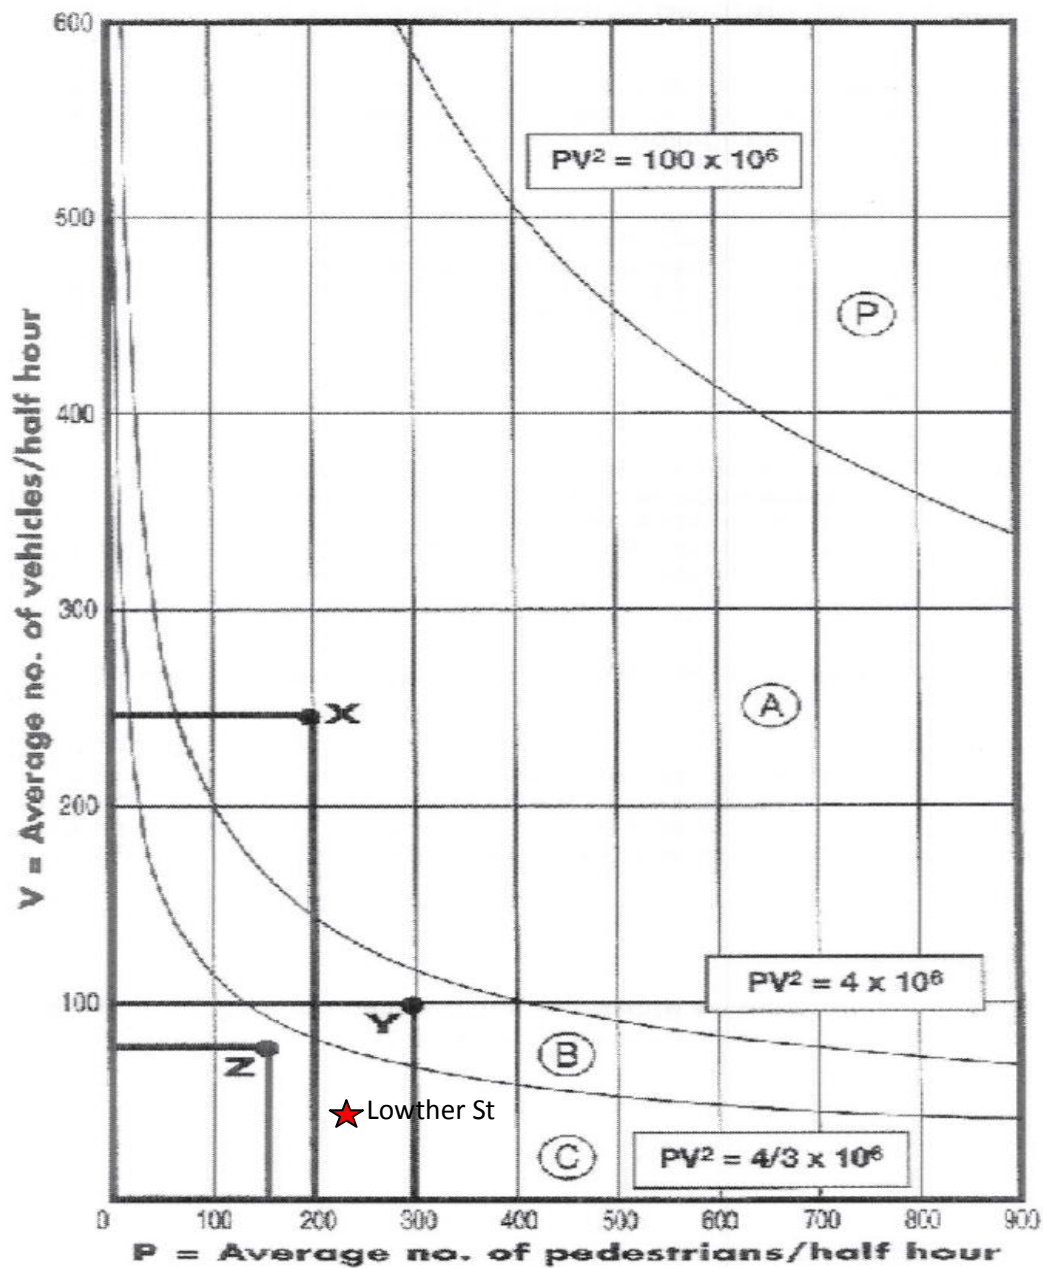 600
PV² = 100 x 10⁶
500
P
400
V = Average no. of vehicles/half hour
300
X
A
200
PV² = 4 x 10⁶
100
Y
B
Z
Lowther St
C
PV² = 4/3 x 10⁶
0 100 200 300 400 500 600 700 800 900
P = Average no. of pedestrians/half hour